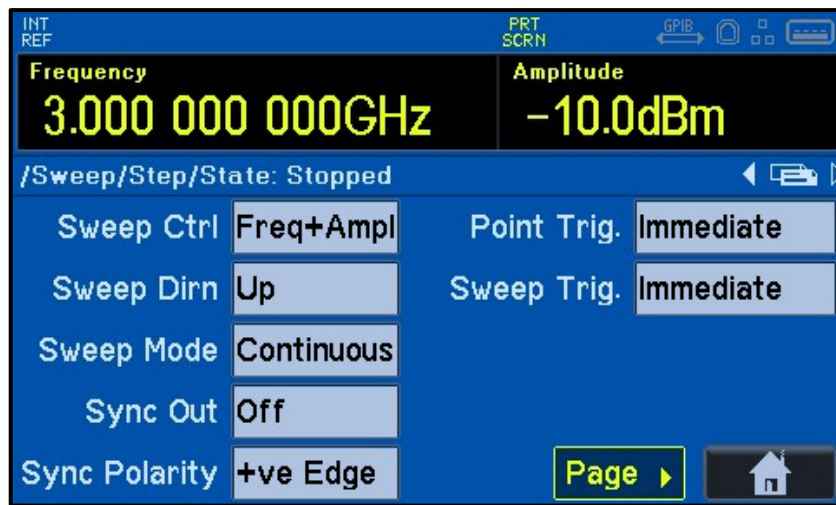 INT
REF
PRT
SCRN
GPIB
Frequency
3.000 000 000GHz
Amplitude
-10.0dBm
/Sweep/Step/State: Stopped
Sweep Ctrl Freq+Ampl
Point Trig. Immediate
Sweep Dirn Up
Sweep Trig. Immediate
Sweep Mode Continuous
Sync Out Off
Sync Polarity +ve Edge
Page